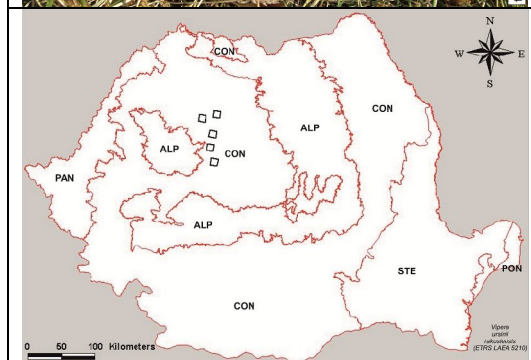 N
W E
S
CON
CON
ALP
ALP
CON
PAN
ALP
STE
PON
CON
Vipera
ursinii
rakosiensis
(ETRS LAEA 5210)
0 50 100 Kilometers